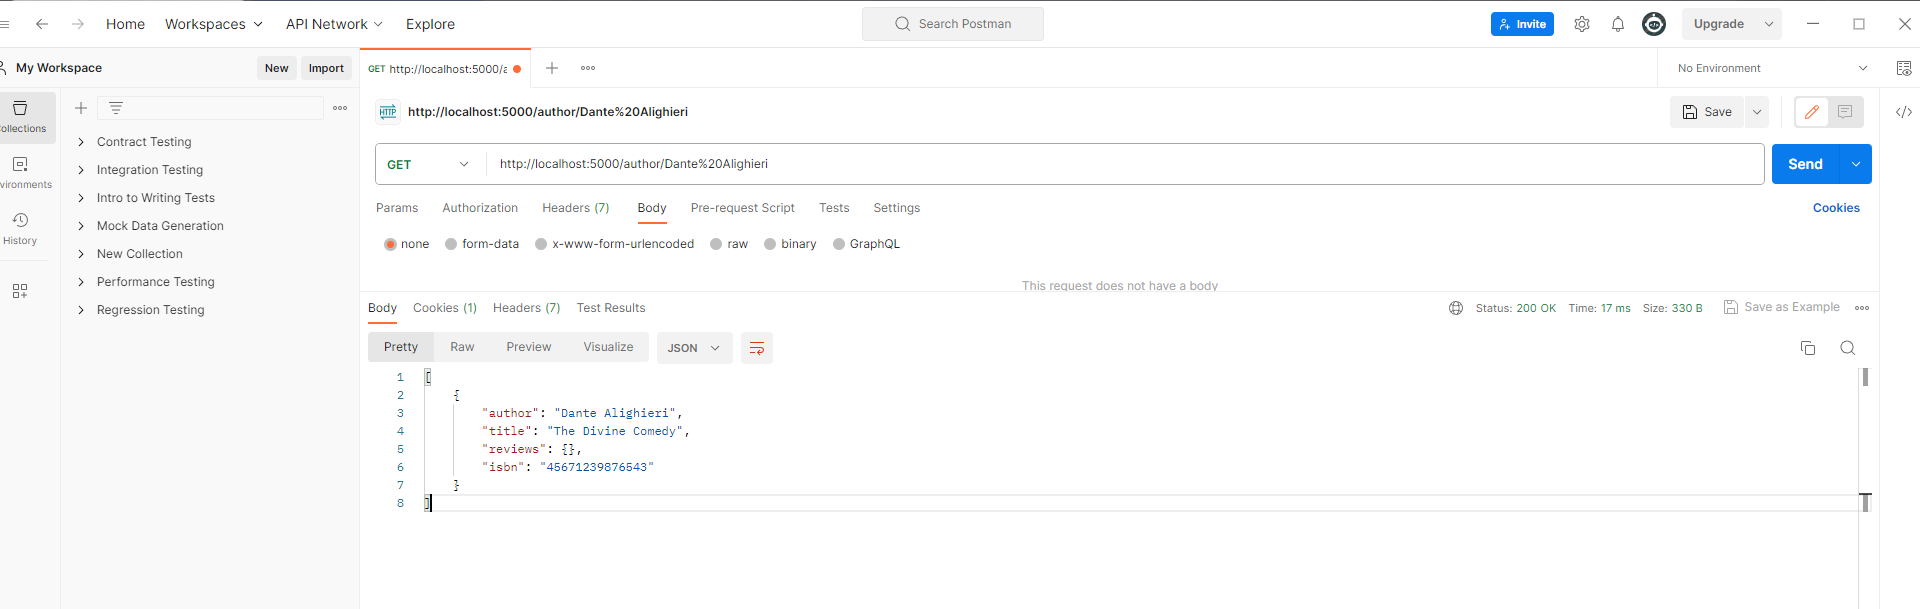 Home Workspaces API Network Explore Search Postman Invite Upgrade
My Workspace New Import GET http://localhost:5000/a No Environment
http://localhost:5000/author/Dante%20Alighieri Save
Contract Testing
Integration Testing
Intro to Writing Tests
Mock Data Generation
New Collection
Performance Testing
Regression Testing
History
GET http://localhost:5000/author/Dante%20Alighieri Send
Params Authorization Headers (7) Body Pre-request Script Tests Settings Cookies
none form-data x-www-form-urlencoded raw binary GraphQL
This request does not have a body
Body Cookies (1) Headers (7) Test Results Status: 200 OK Time: 17 ms Size: 330 B Save as Example
Pretty Raw Preview Visualize JSON
1 [
2 {
3 "author": "Dante Alighieri",
4 "title": "The Divine Comedy",
5 "reviews": {},
6 "isbn": "45671239876543"
7 }
8 ]